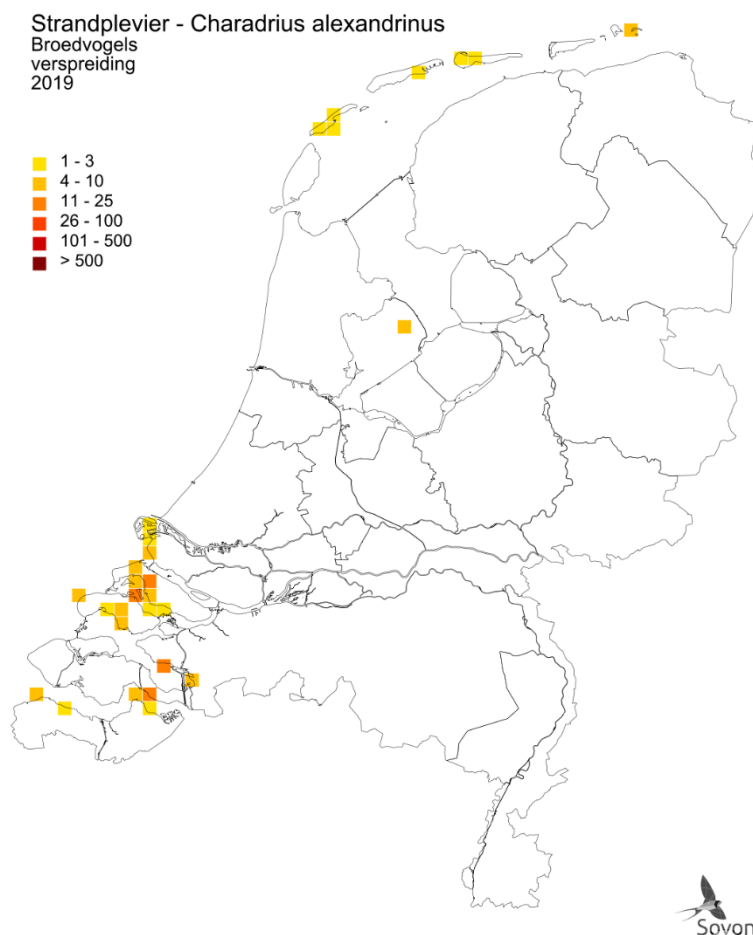 Strandplevier - Charadrius alexandrinus
Broedvogels
verspreiding
2019
1 - 3
4 - 10
11 - 25
26 - 100
101 - 500
> 500
Sovon